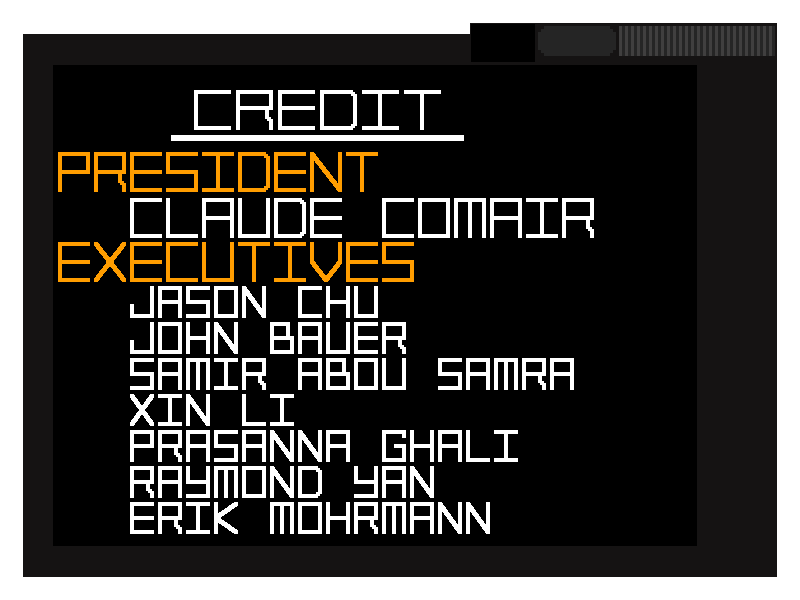 CREDIT
PRESIDENT
CLAUDE COMAIR
EXECUTIVES
JASON CHU
JOHN BAUER
SAMIR ABOU SAMRA
XIN LI
PRASANNA GHALI
RAYMOND YAN
ERIK MOHRMANN